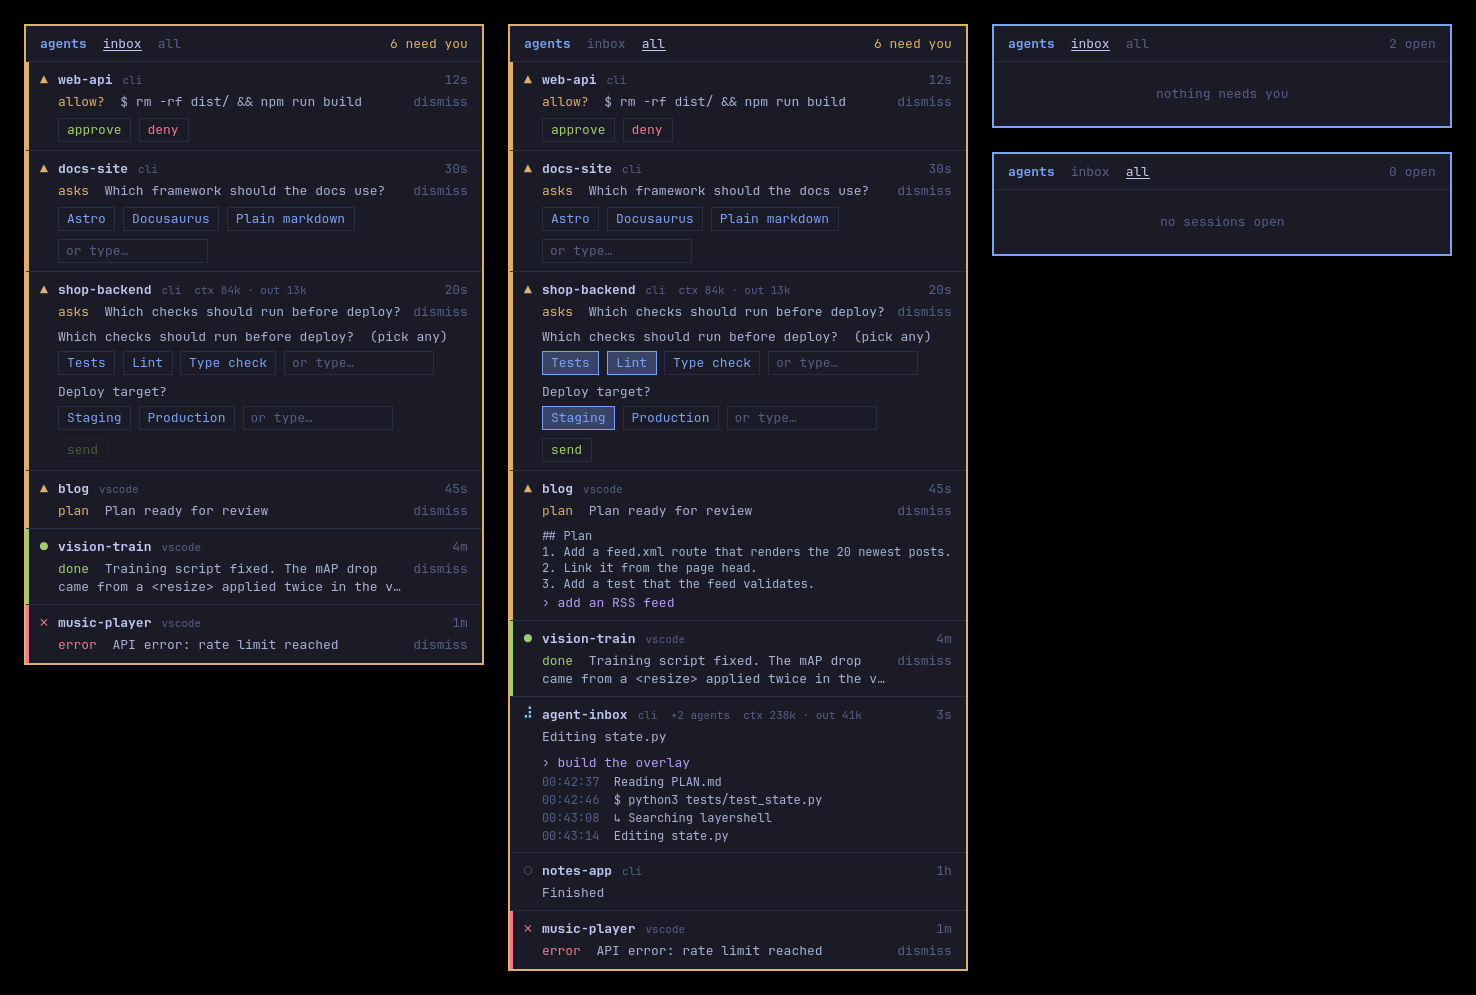 agents inbox all 6 need you
▲ web-api cli 12s
allow? $ rm -rf dist/ && npm run build dismiss
approve deny
▲ docs-site cli 30s
asks Which framework should the docs use? dismiss
Astro Docusaurus Plain markdown
or type…
▲ shop-backend cli ctx 84k · out 13k 20s
asks Which checks should run before deploy? dismiss
Which checks should run before deploy? (pick any)
Tests Lint Type check or type…
Deploy target?
Staging Production or type…
send
▲ blog vscode 45s
plan Plan ready for review dismiss
● vision-train vscode 4m
done Training script fixed. The mAP drop dismiss
came from a <resize> applied twice in the v…
✕ music-player vscode 1m
error API error: rate limit reached dismiss
agents inbox all 6 need you
▲ web-api cli 12s
allow? $ rm -rf dist/ && npm run build dismiss
approve deny
▲ docs-site cli 30s
asks Which framework should the docs use? dismiss
Astro Docusaurus Plain markdown
or type…
▲ shop-backend cli ctx 84k · out 13k 20s
asks Which checks should run before deploy? dismiss
Which checks should run before deploy? (pick any)
Tests Lint Type check or type…
Deploy target?
Staging Production or type…
send
▲ blog vscode 45s
plan Plan ready for review dismiss
## Plan
1. Add a feed.xml route that renders the 20 newest posts.
2. Link it from the page head.
3. Add a test that the feed validates.
› add an RSS feed
● vision-train vscode 4m
done Training script fixed. The mAP drop dismiss
came from a <resize> applied twice in the v…
agent-inbox cli +2 agents ctx 238k · out 41k 3s
Editing state.py
› build the overlay
00:42:37 Reading PLAN.md
00:42:46 $ python3 tests/test_state.py
00:43:08 ↳ Searching layershell
00:43:14 Editing state.py
○ notes-app cli 1h
Finished
✕ music-player vscode 1m
error API error: rate limit reached dismiss
agents inbox all 2 open
nothing needs you
agents inbox all 0 open
no sessions open